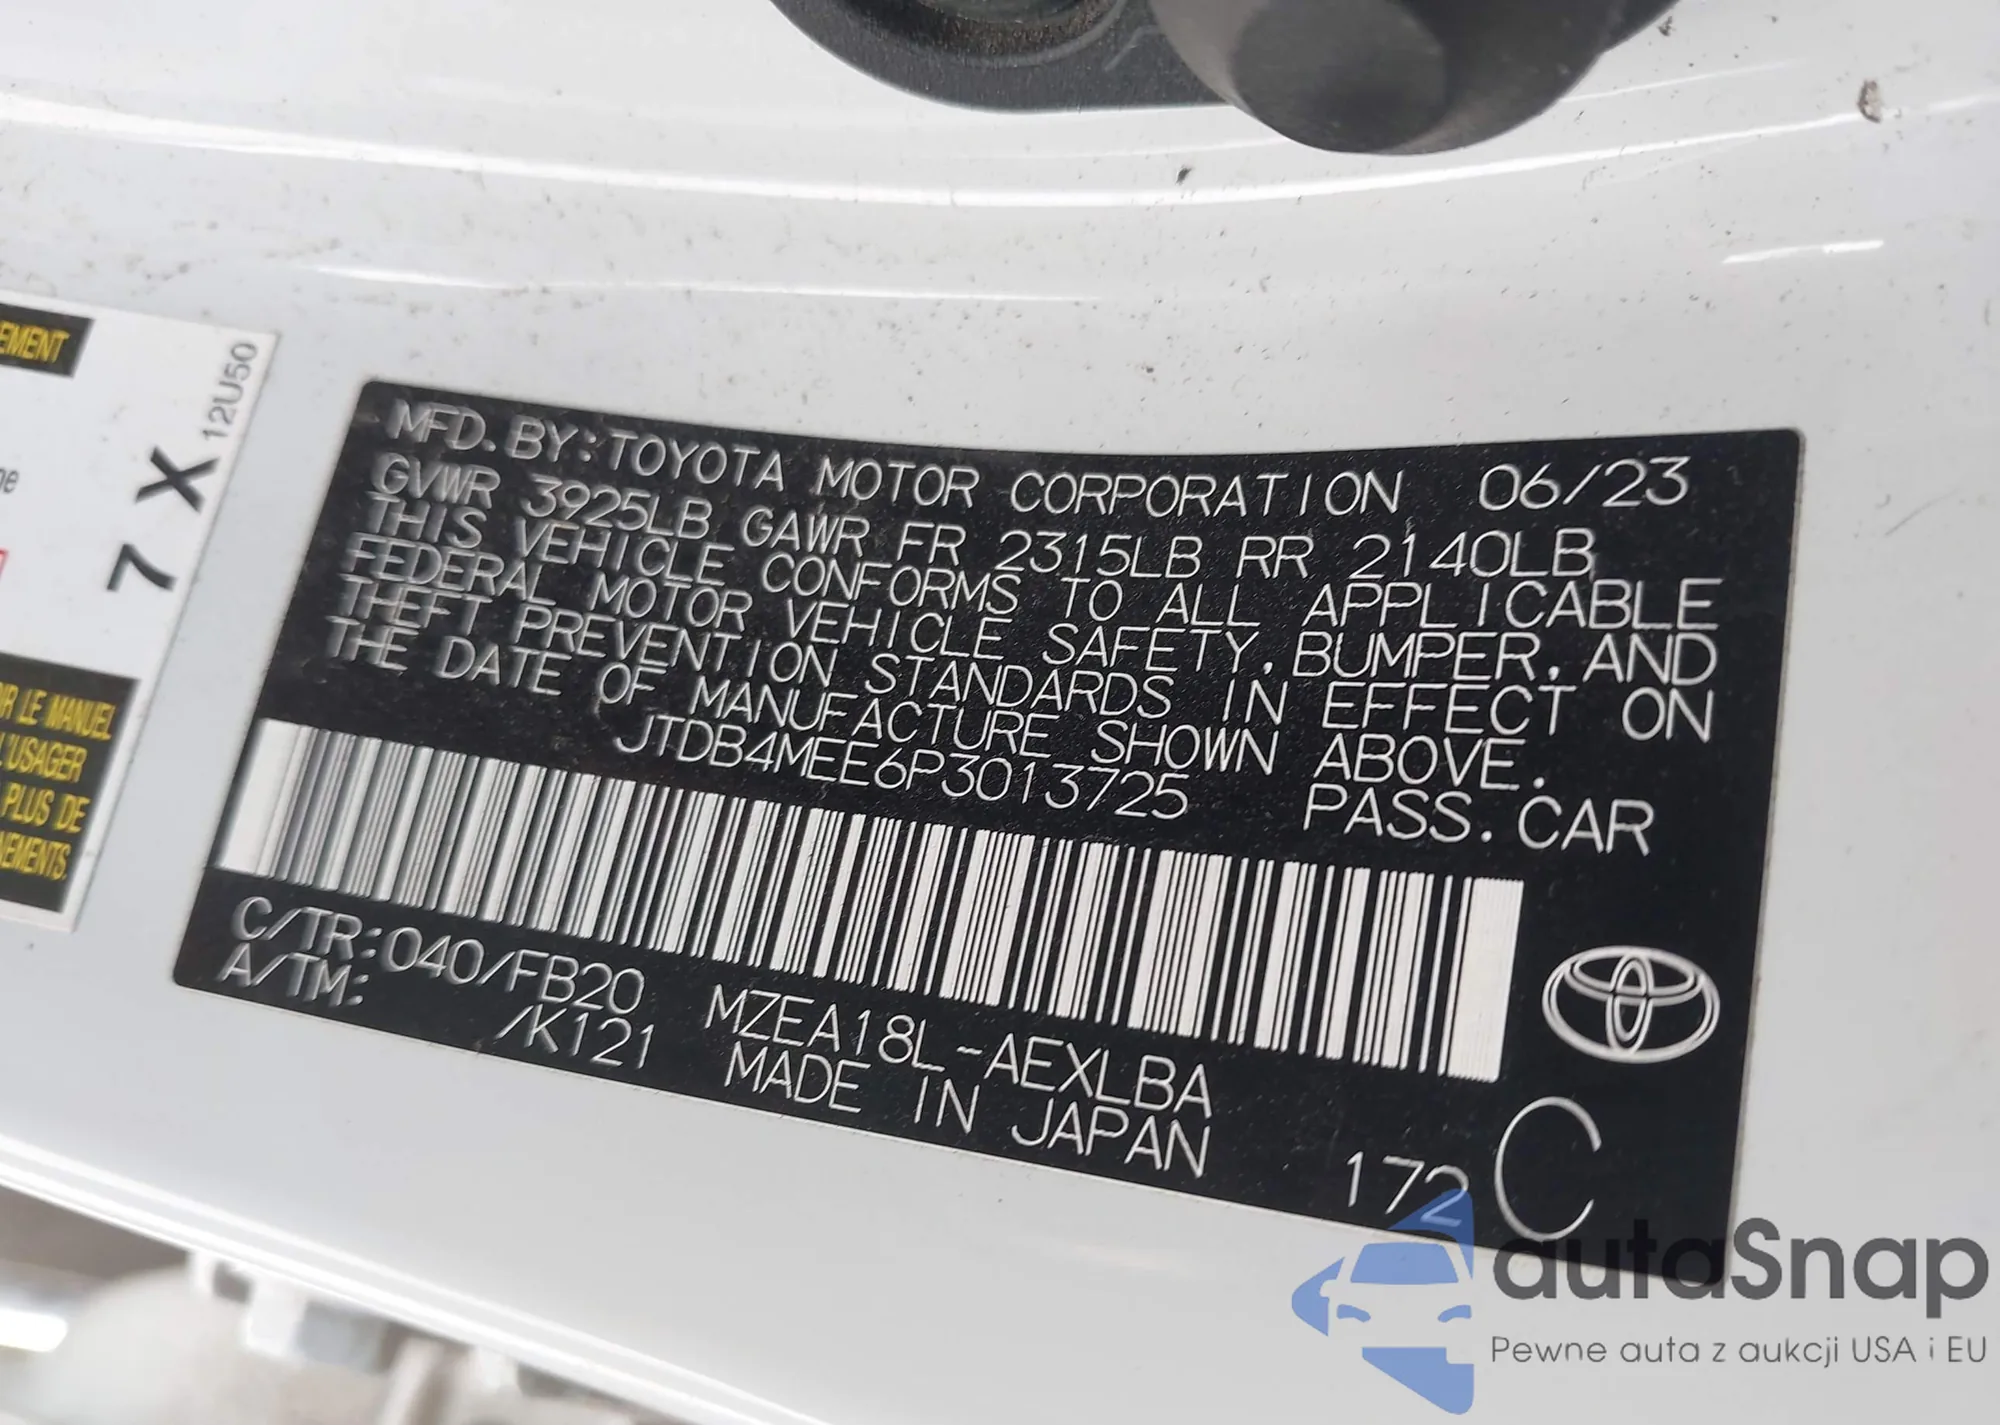 EMENT
12U50
7 X
IR LE MANUEL
L'USAGER
PLUS DE
NEMENTS.
MFD. BY: TOYOTA MOTOR CORPORATION 06/23
GVWR 3925LB GAWR FR 2315LB RR 2140LB
THIS VEHICLE CONFORMS TO ALL APPLICABLE
FEDERAL MOTOR VEHICLE SAFETY, BUMPER, AND
THEFT PREVENTION STANDARDS IN EFFECT ON
THE DATE OF MANUFACTURE SHOWN ABOVE.
JTDB4MEE6P3013725 PASS. CAR
C/TR: 040/FB20 MZEA18L-AEXLBA
A/TM: /K121 MADE IN JAPAN
172 C
autaSnap
Pewne auta z aukcji USA i EU